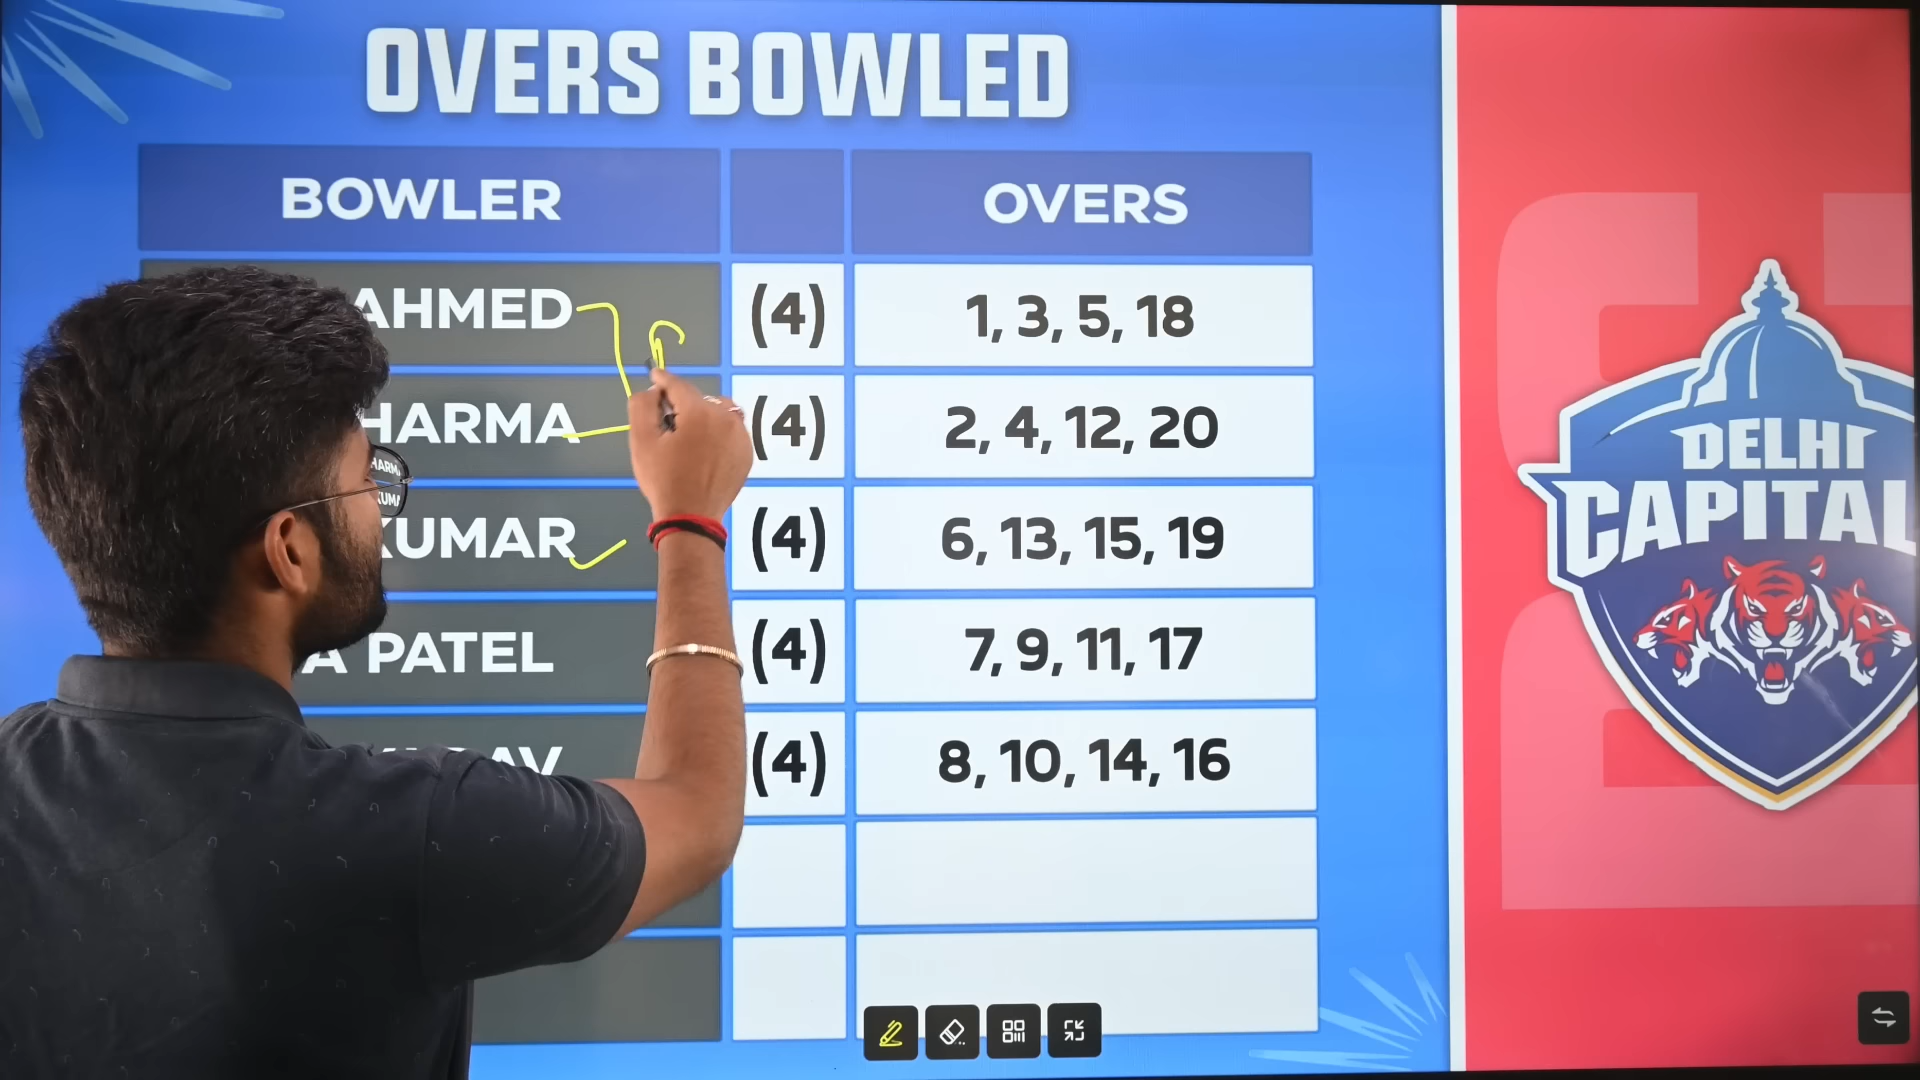 OVERS BOWLED
BOWLER OVERS
AHMED (4) 1, 3, 5, 18
HARMA (4) 2, 4, 12, 20
KUMAR (4) 6, 13, 15, 19
A PATEL (4) 7, 9, 11, 17
(4) 8, 10, 14, 16
DELHI
CAPITAL